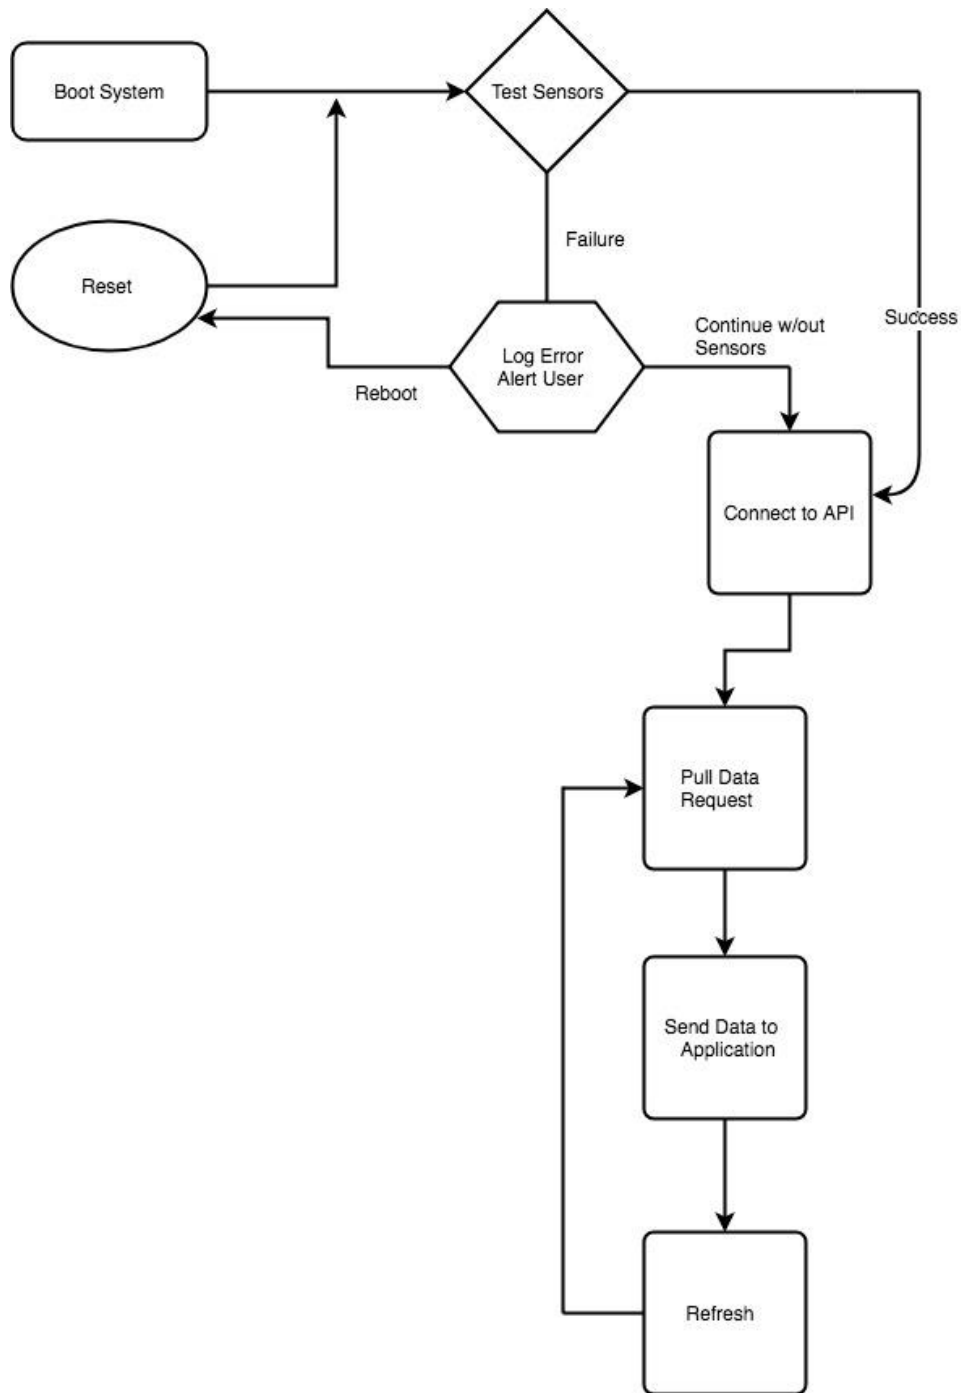 Boot System
Test Sensors
Failure
Reset
Success
Continue w/out
Sensors
Log Error
Alert User
Reboot
Connect to API
Pull Data
Request
Send Data to
Application
Refresh